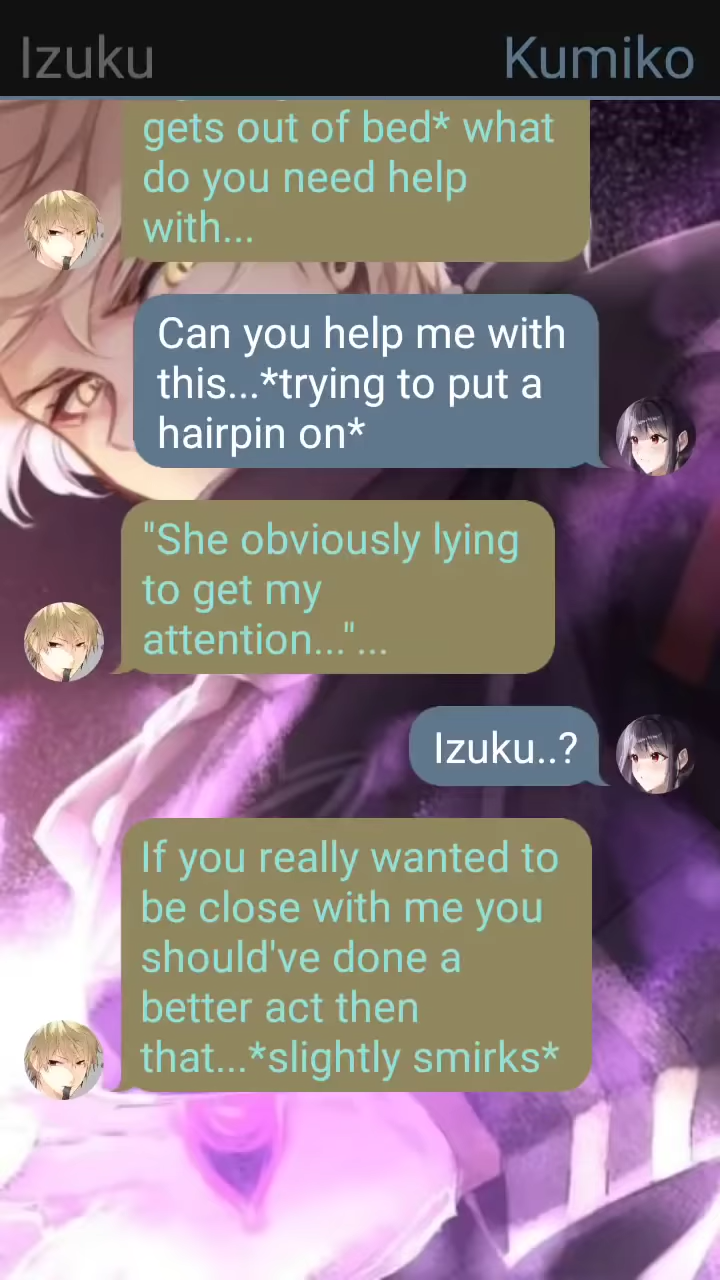 Izuku Kumiko
gets out of bed* what
do you need help
with...
Can you help me with
this...*trying to put a
hairpin on*
"She obviously lying
to get my
attention..."...
Izuku..?
If you really wanted to
be close with me you
should've done a
better act then
that...*slightly smirks*